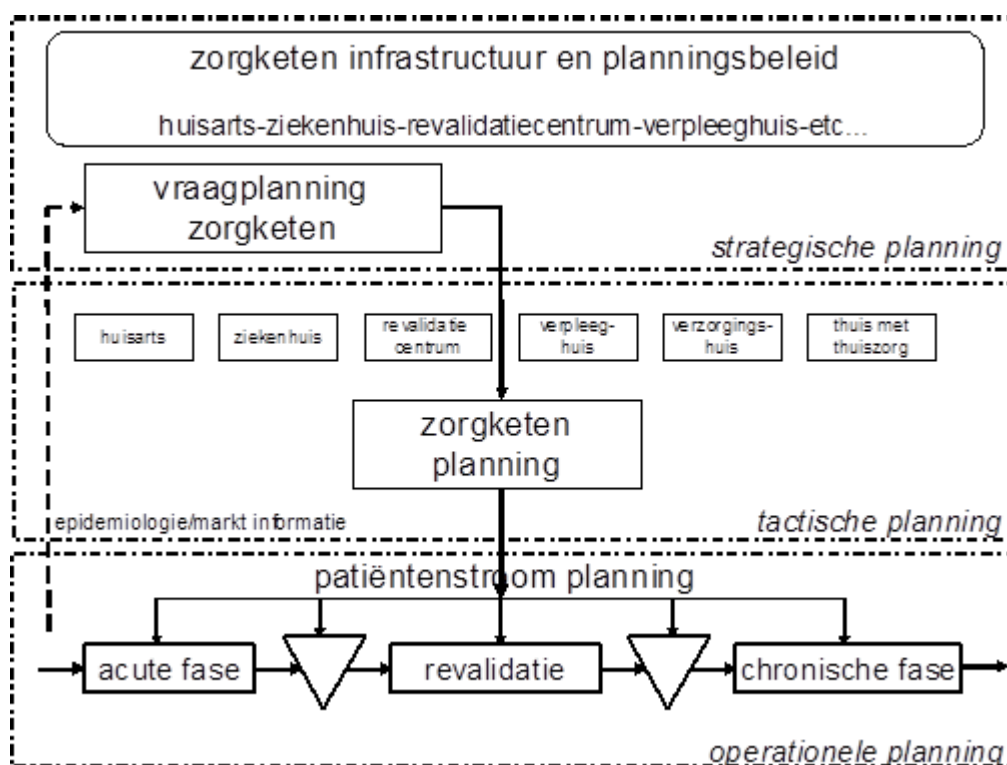 zorgketen infrastructuur en planningsbeleid
huisarts-ziekenhuis-revalidatiecentrum-verpleeghuis-etc...
vraagplanning
zorgketen
strategische planning
huisarts
ziekenhuis
revalidatie
centrum
verpleeg-
huis
verzorgings-
huis
thuis met
thuiszorg
zorgketen
planning
epidemiologie/markt informatie
tactische planning
patiëntenstroom planning
acute fase
revalidatie
chronische fase
operationele planning